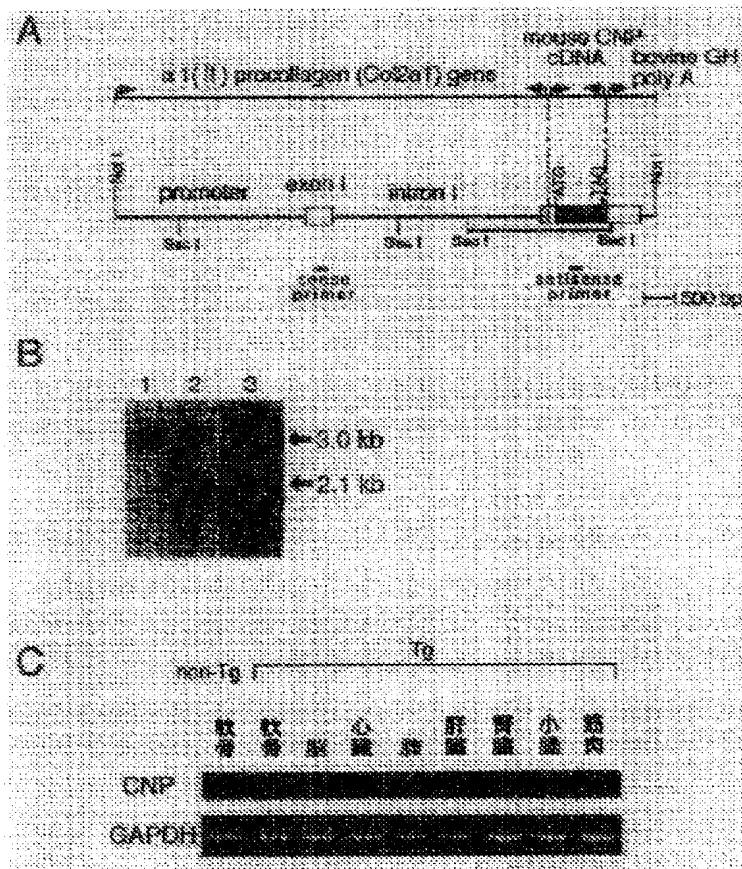 A
mouse CNP
cDNA
bovine GH
poly A
α1(II) procollagen (Col2a1) gene
ATG
TAG
promoter
exon I
intron I
Sac I
Sac I
Sac I
Sac I
sense
primer
antisense
primer
500 bp
B
1 2 3
3.0 kb
2.1 kb
C
Tg
non-Tg
軟骨 軟骨 脳 心臓 肺 肝臓 腎臓 小腸 筋肉
CNP
GAPDH